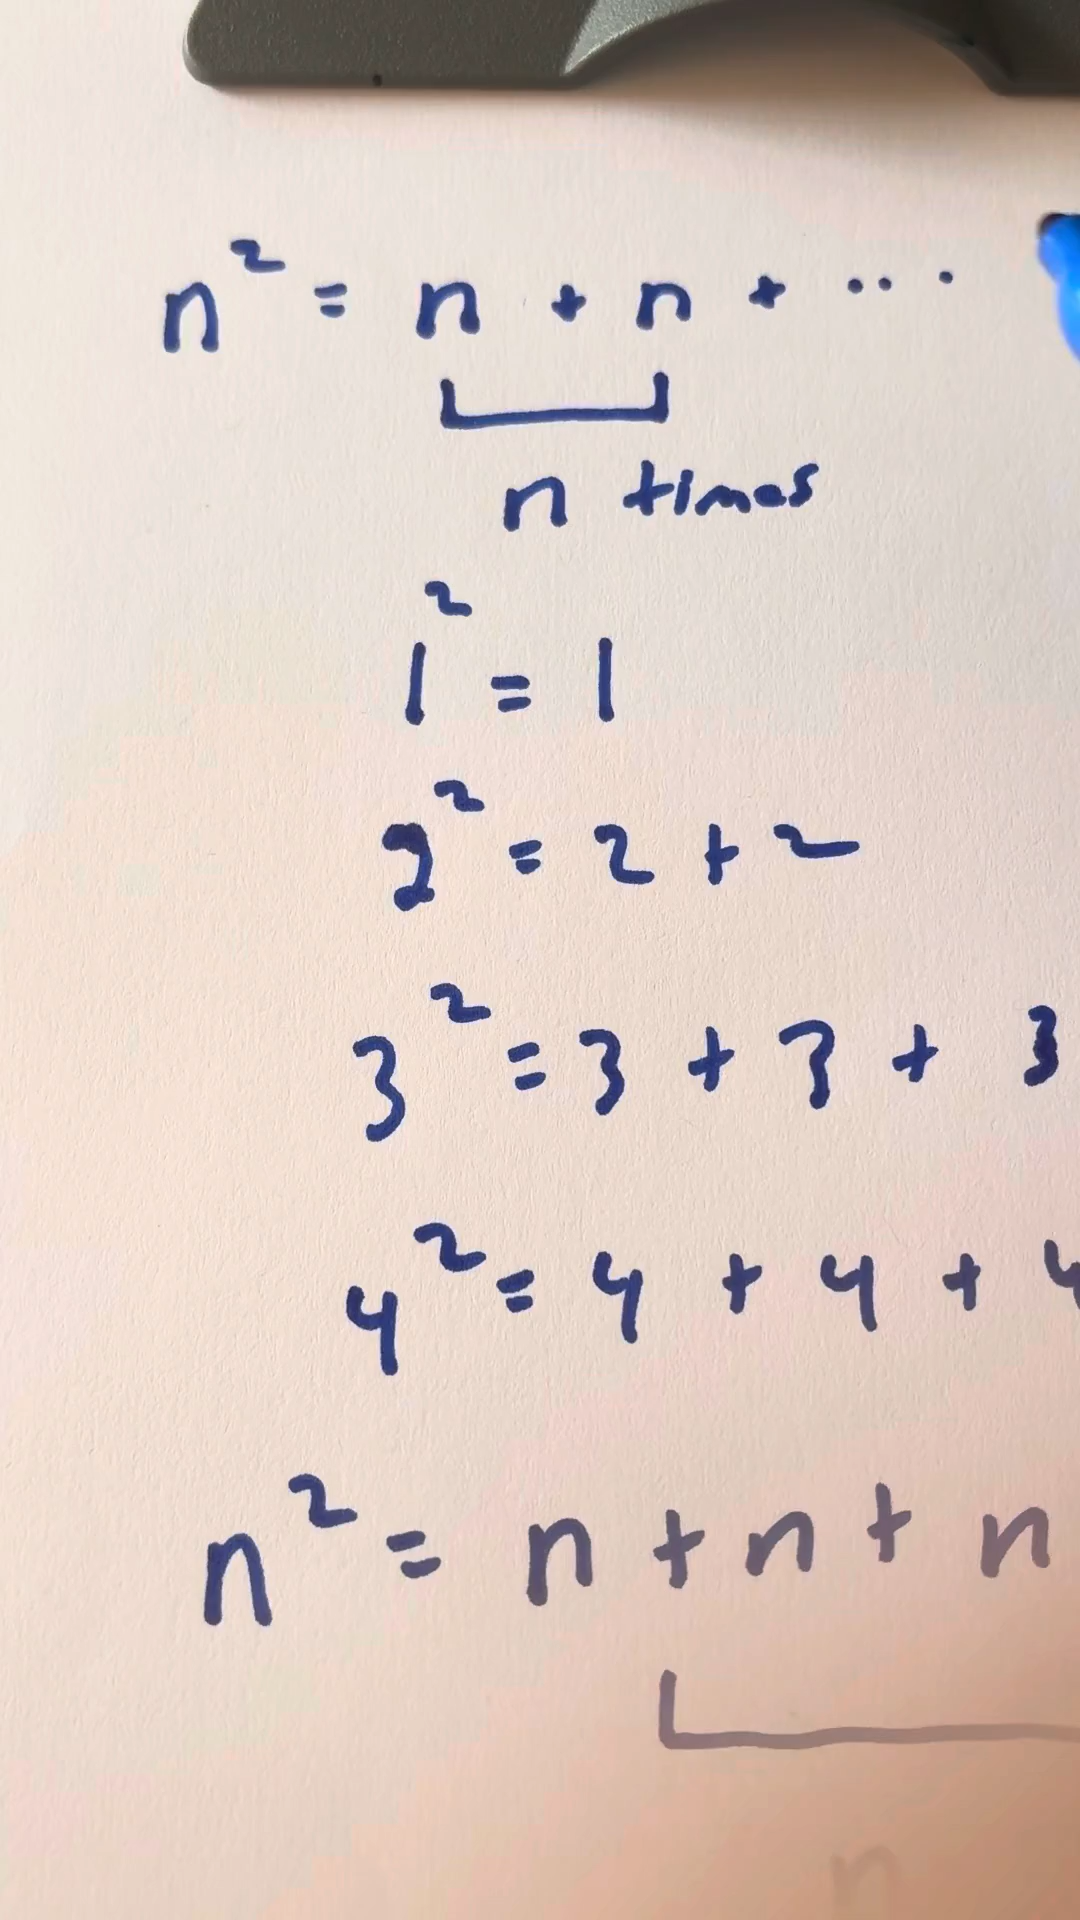 n² = n + n + ...
n times
1² = 1
2² = 2 + 2
3² = 3 + 3 + 3
4² = 4 + 4 + 4
n² = n + n + n
n